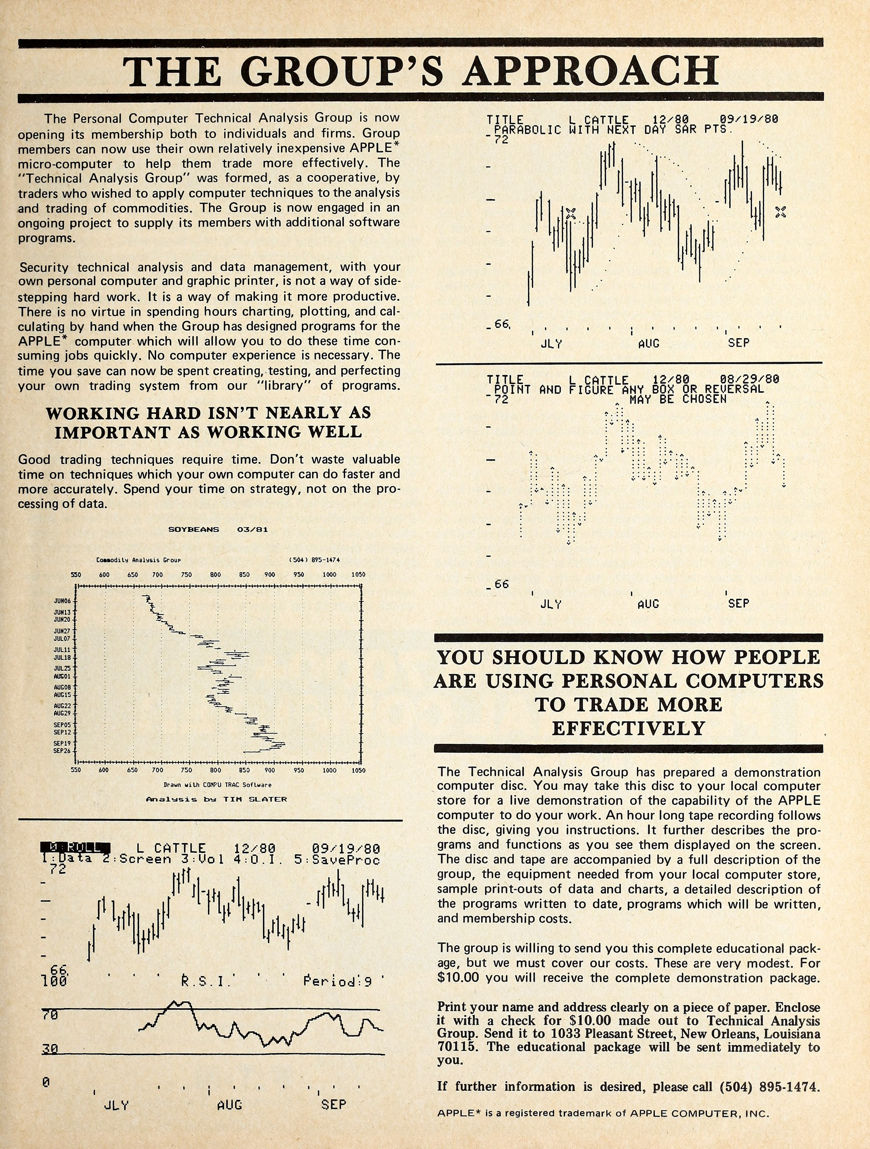 THE GROUP'S APPROACH
The Personal Computer Technical Analysis Group is now
opening its membership both to individuals and firms. Group
members can now use their own relatively inexpensive APPLE*
micro-computer to help them trade more effectively. The
"Technical Analysis Group" was formed, as a cooperative, by
traders who wished to apply computer techniques to the analysis
and trading of commodities. The Group is now engaged in an
ongoing project to supply its members with additional software
programs.
Security technical analysis and data management, with your
own personal computer and graphic printer, is not a way of side-
stepping hard work. It is a way of making it more productive.
There is no virtue in spending hours charting, plotting, and cal-
culating by hand when the Group has designed programs for the
APPLE* computer which will allow you to do these time con-
suming jobs quickly. No computer experience is necessary. The
time you save can now be spent creating, testing, and perfecting
your own trading system from our "library" of programs.
WORKING HARD ISN'T NEARLY AS
IMPORTANT AS WORKING WELL
Good trading techniques require time. Don't waste valuable
time on techniques which your own computer can do faster and
more accurately. Spend your time on strategy, not on the pro-
cessing of data.
SOYBEANS 03/81
Commodity Analysis Group (504) 895-1474
550 600 650 700 750 800 850 900 950 1000 1050
JUN06
JUN13
JUN20
JUN27
JUL07
JUL11
JUL18
JUL25
AUG01
AUG08
AUG15
AUG22
AUG29
SEP05
SEP12
SEP19
SEP26
550 600 650 700 750 800 850 900 950 1000 1050
Drawn with COMPU TRAC Software
Analysis by TIM SLATER
0:ROLL L CATTLE 12/80 09/19/80
1:Data 2:Screen 3:Vol 4:O.I. 5:SaveProc
72
66.
100 R.S.I. Period:9
70
30
0
JLY AUG SEP
TITLE L CATTLE 12/80 09/19/80
PARABOLIC WITH NEXT DAY SAR PTS.
72
66.
JLY AUG SEP
TITLE L CATTLE 12/80 08/29/80
POINT AND FIGURE ANY BOX OR REVERSAL
72 MAY BE CHOSEN
66
JLY AUG SEP
YOU SHOULD KNOW HOW PEOPLE
ARE USING PERSONAL COMPUTERS
TO TRADE MORE
EFFECTIVELY
The Technical Analysis Group has prepared a demonstration
computer disc. You may take this disc to your local computer
store for a live demonstration of the capability of the APPLE
computer to do your work. An hour long tape recording follows
the disc, giving you instructions. It further describes the pro-
grams and functions as you see them displayed on the screen.
The disc and tape are accompanied by a full description of the
group, the equipment needed from your local computer store,
sample print-outs of data and charts, a detailed description of
the programs written to date, programs which will be written,
and membership costs.
The group is willing to send you this complete educational pack-
age, but we must cover our costs. These are very modest. For
$10.00 you will receive the complete demonstration package.
Print your name and address clearly on a piece of paper. Enclose
it with a check for $10.00 made out to Technical Analysis
Group. Send it to 1033 Pleasant Street, New Orleans, Louisiana
70115. The educational package will be sent immediately to
you.
If further information is desired, please call (504) 895-1474.
APPLE* is a registered trademark of APPLE COMPUTER, INC.